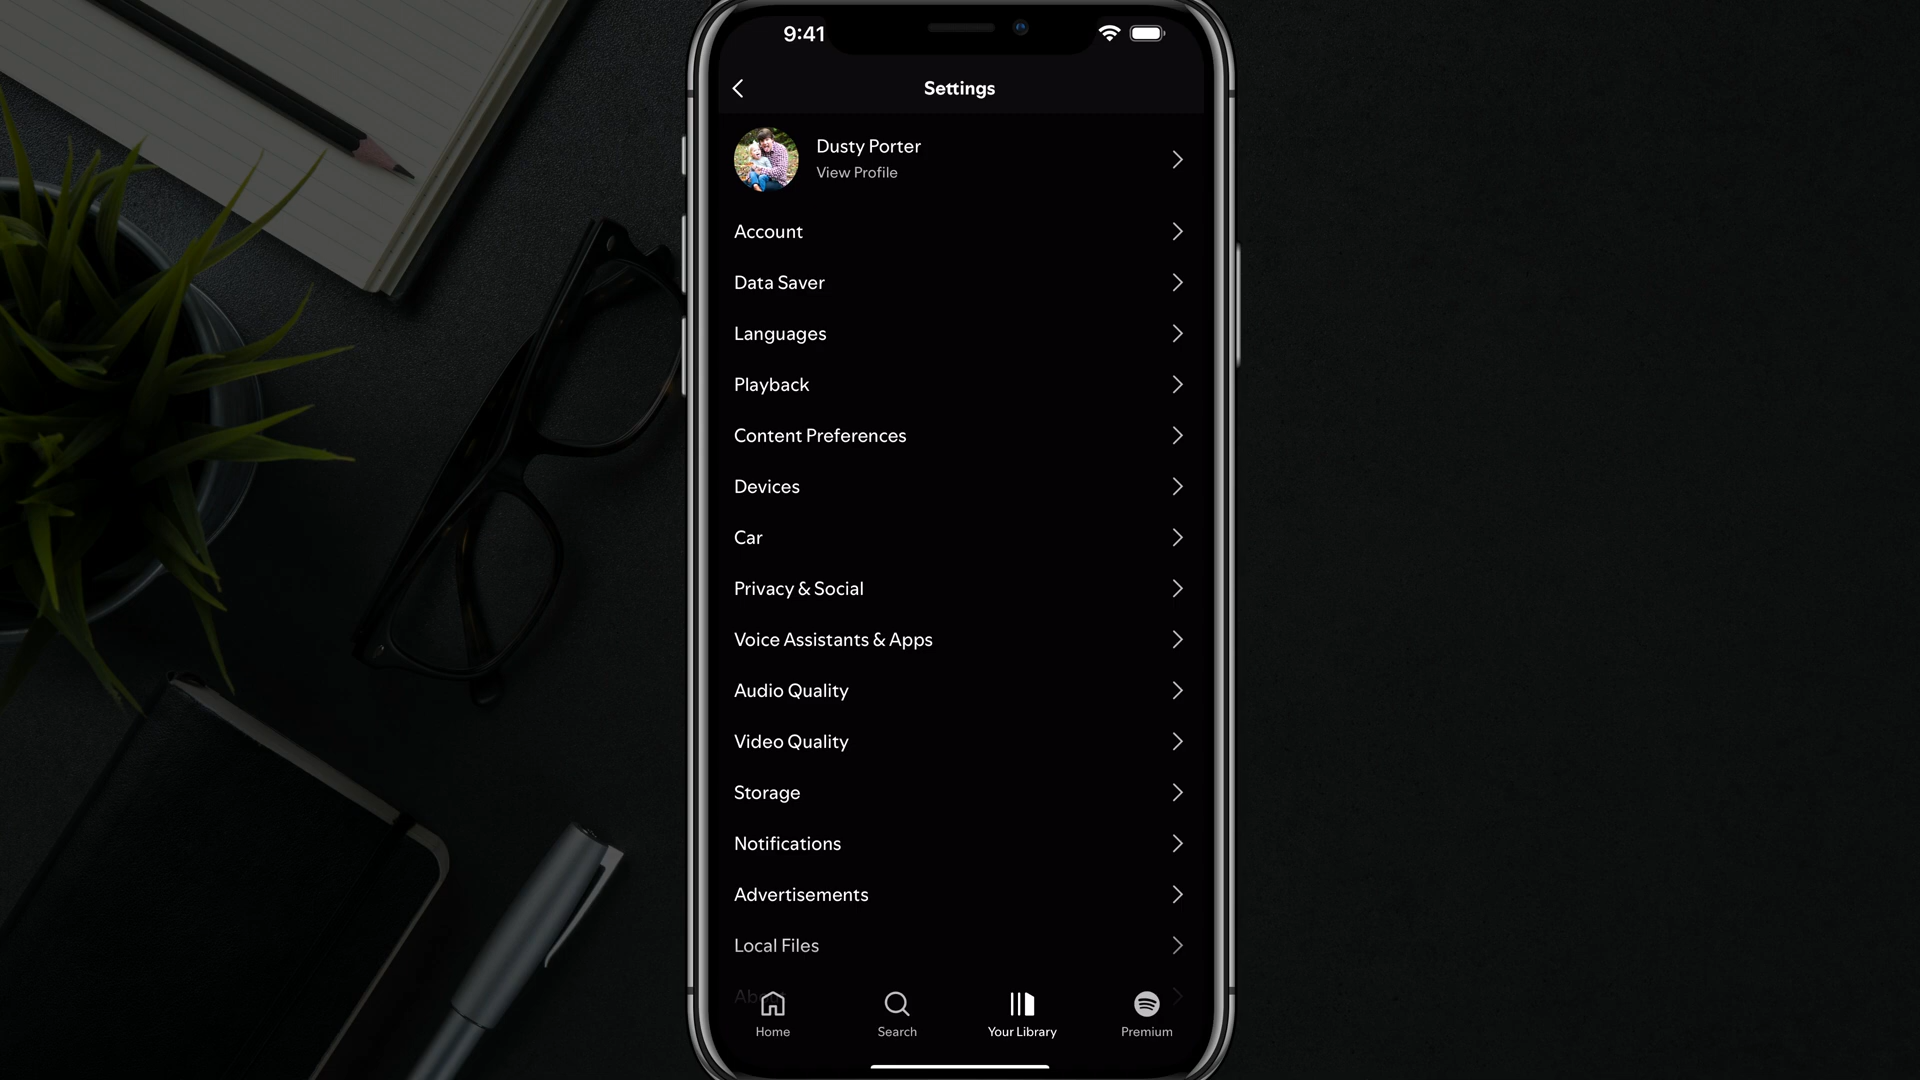 9:41
Settings
Dusty Porter
View Profile
Account
Data Saver
Languages
Playback
Content Preferences
Devices
Car
Privacy & Social
Voice Assistants & Apps
Audio Quality
Video Quality
Storage
Notifications
Advertisements
Local Files
Home
Search
Your Library
Premium